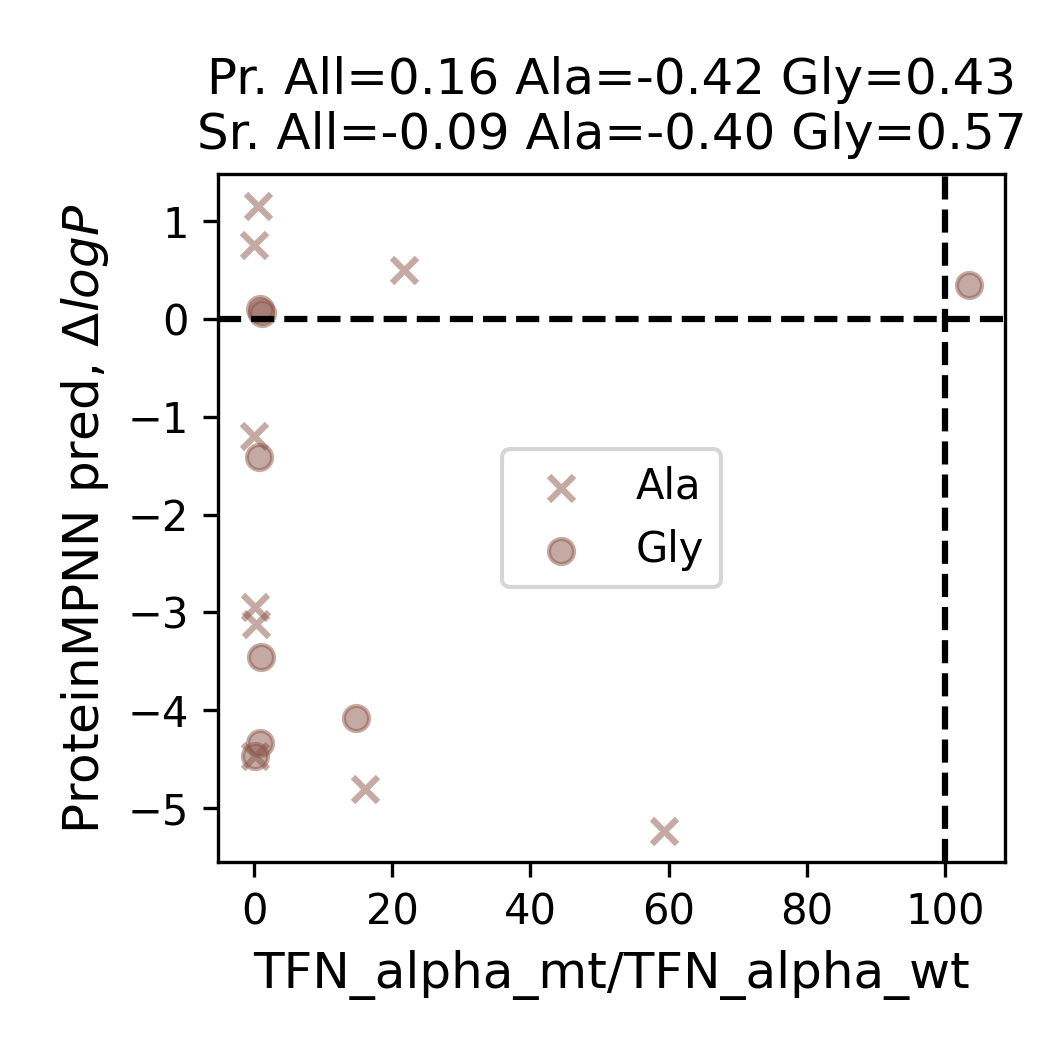 Pr. All=0.16 Ala=-0.42 Gly=0.43
Sr. All=-0.09 Ala=-0.40 Gly=0.57
ProteinMPNN pred, ΔlogP
1
0
−1
−2
−3
−4
−5
Ala
Gly
0 20 40 60 80 100
TFN_alpha_mt/TFN_alpha_wt